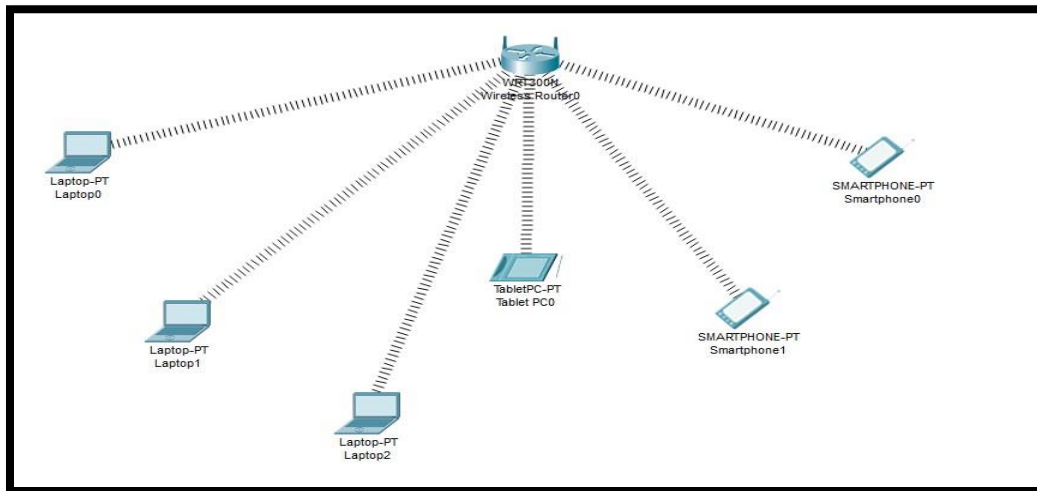 WRT300N
Wireless Router0
Laptop-PT
Laptop0
SMARTPHONE-PT
Smartphone0
TabletPC-PT
Tablet PC0
Laptop-PT
Laptop1
SMARTPHONE-PT
Smartphone1
Laptop-PT
Laptop2